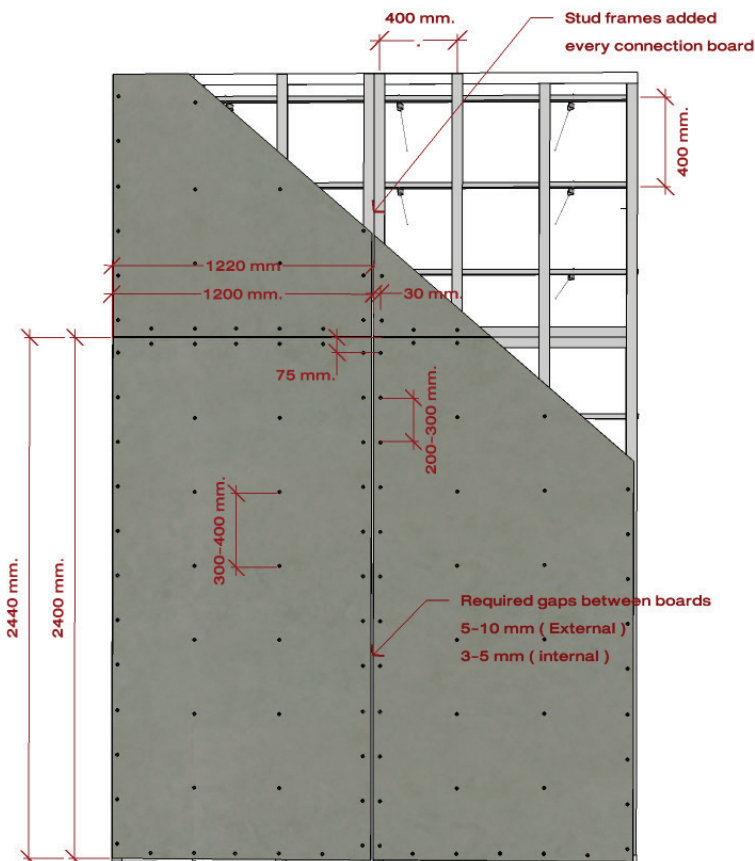 400 mm.
Stud frames added
every connection board
400 mm.
1220 mm
1200 mm.
30 mm.
75 mm.
200-300 mm.
300-400 mm.
2440 mm.
2400 mm.
Required gaps between boards
5-10 mm ( External )
3-5 mm ( internal )